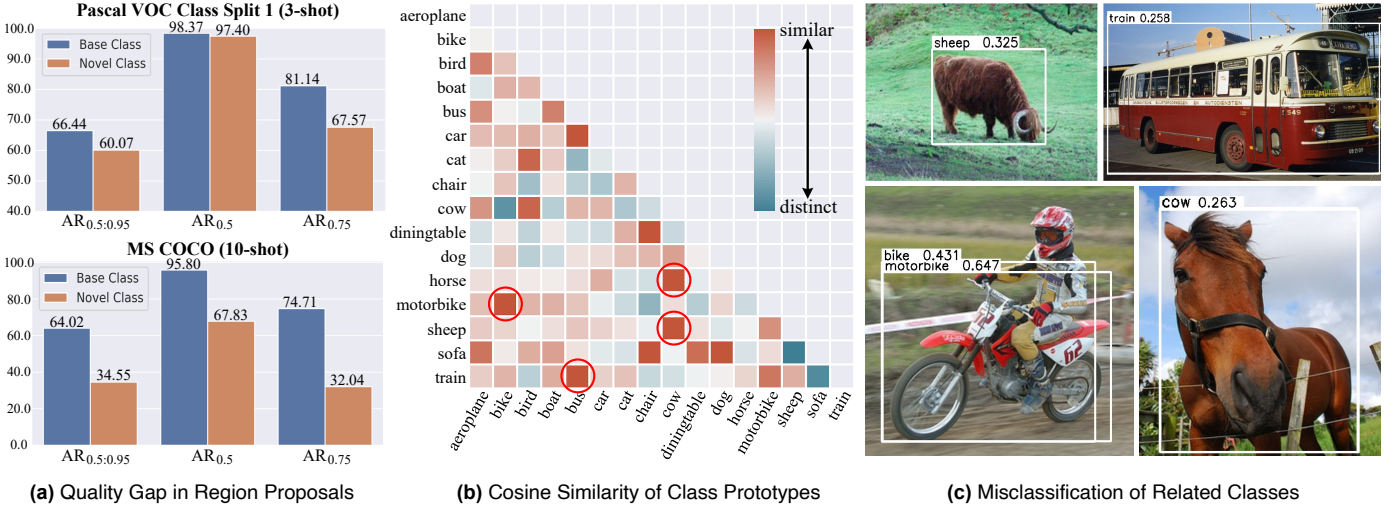 Pascal VOC Class Split 1 (3-shot)
100.0
90.0
80.0
70.0
60.0
50.0
40.0
Base Class
Novel Class
66.44
60.07
98.37
97.40
81.14
67.57
AR0.5:0.95
AR0.5
AR0.75
MS COCO (10-shot)
100.0
80.0
60.0
40.0
20.0
0.0
Base Class
Novel Class
64.02
34.55
95.80
67.83
74.71
32.04
AR0.5:0.95
AR0.5
AR0.75
(a) Quality Gap in Region Proposals
aeroplane
bike
bird
boat
bus
car
cat
chair
cow
diningtable
dog
horse
motorbike
sheep
sofa
train
similar
distinct
aeroplane
bike
bird
boat
bus
car
cat
chair
cow
diningtable
dog
horse
motorbike
sheep
sofa
train
(b) Cosine Similarity of Class Prototypes
sheep 0.325
train 0.258
bike 0.431
motorbike 0.647
62
cow 0.263
(c) Misclassification of Related Classes